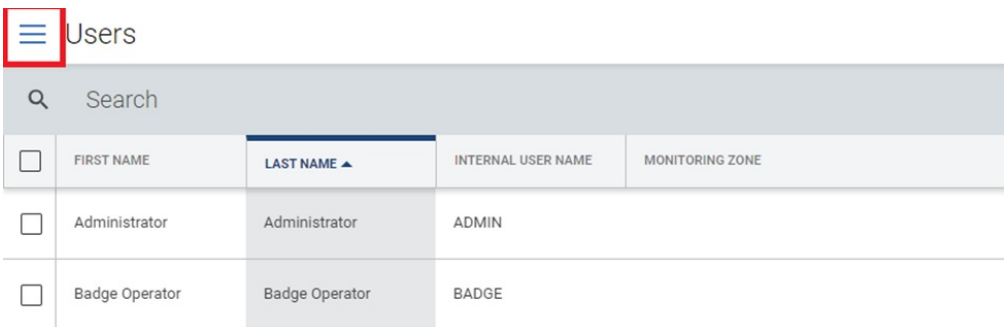 Users
Search
FIRST NAME LAST NAME INTERNAL USER NAME MONITORING ZONE
Administrator Administrator ADMIN
Badge Operator Badge Operator BADGE